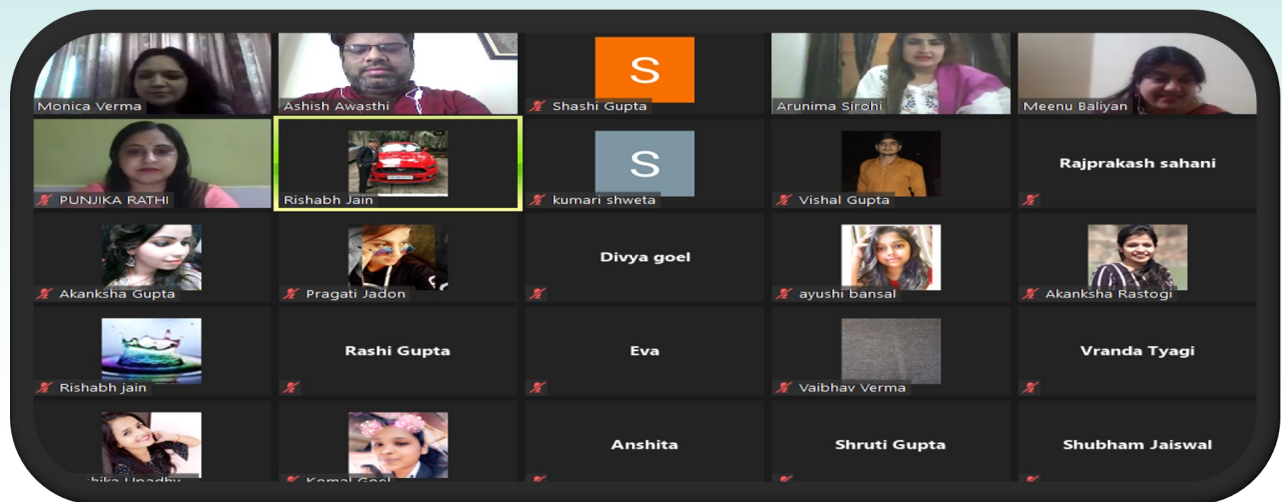 Monica Verma
Ashish Awasthi
S
Shashi Gupta
Arunima Sirohi
Meenu Baliyan
PUNJIKA RATHI
Rishabh Jain
S
kumari shweta
Vishal Gupta
Rajprakash sahani
Akanksha Gupta
Pragati Jadon
Divya goel
ayushi bansal
Akanksha Rastogi
Rishabh jain
Rashi Gupta
Eva
Vaibhav Verma
Vranda Tyagi
Komal Goel
Anshita
Shruti Gupta
Shubham Jaiswal